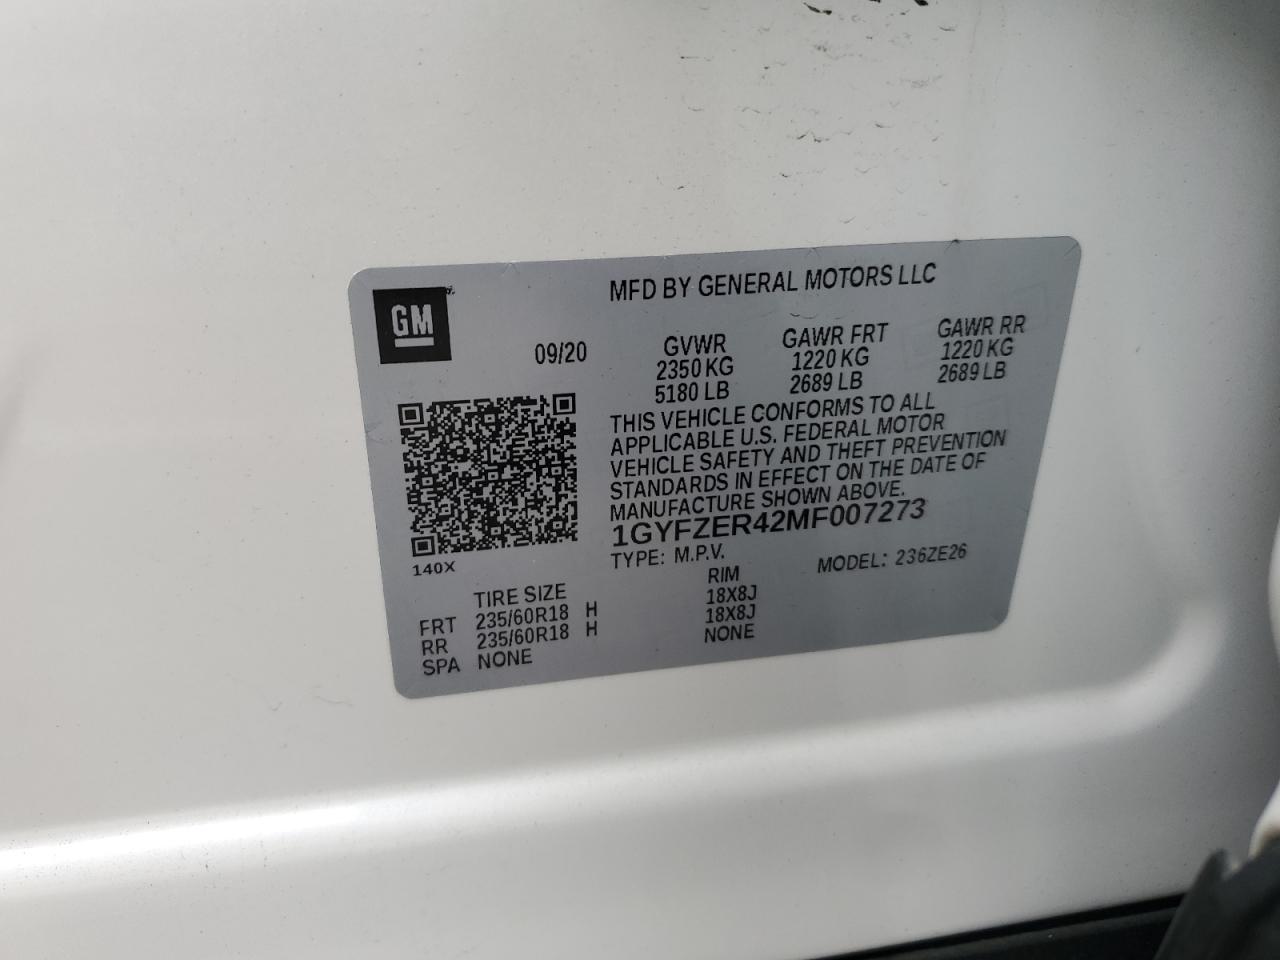 MFD BY GENERAL MOTORS LLC
GM
09/20
GVWR GAWR FRT GAWR RR
2350 KG 1220 KG 1220 KG
5180 LB 2689 LB 2689 LB
THIS VEHICLE CONFORMS TO ALL
APPLICABLE U.S. FEDERAL MOTOR
VEHICLE SAFETY AND THEFT PREVENTION
STANDARDS IN EFFECT ON THE DATE OF
MANUFACTURE SHOWN ABOVE.
1GYFZER42MF007273
140X
TYPE: M.P.V. MODEL: 236ZE26
TIRE SIZE RIM
FRT 235/60R18 H 18X8J
RR 235/60R18 H 18X8J
SPA NONE NONE